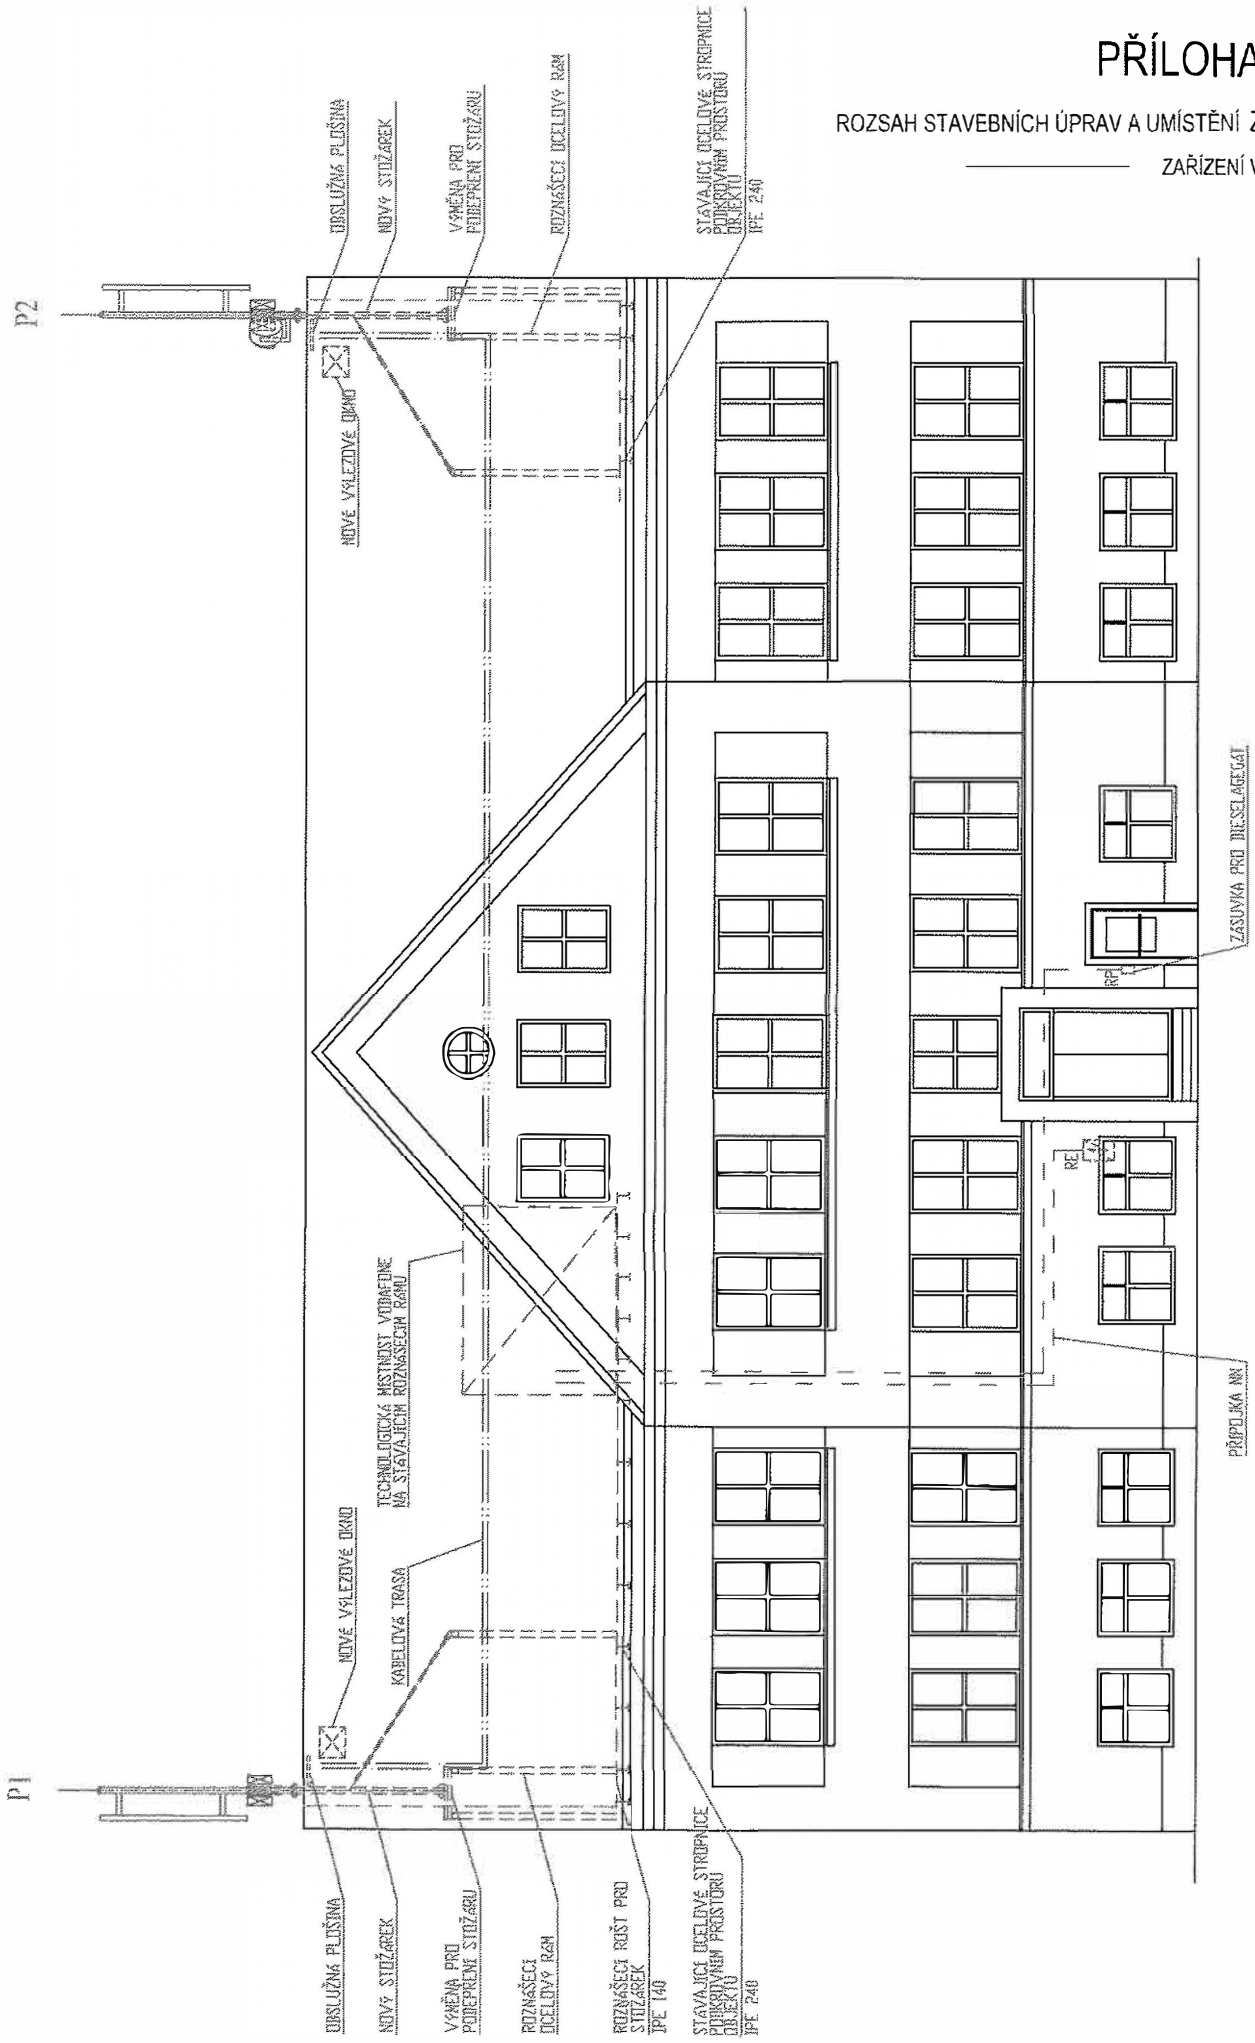 PŘÍLOHA
ROZSAH STAVEBNÍCH ÚPRAV A UMÍSTĚNÍ Z
ZAŘÍZENÍ V
P1
P2
OBSLUŽNÁ PLOŠINA
NOVÝ STOŽÁREK
VÝMĚNA PRO
PODEPŘENÍ STOŽÁRU
ROZNÁŠECÍ
OCELOVÝ RÁM
ROZNÁŠECÍ ROŠT PRO
STOŽÁREK
IPE 140
STÁVAJÍCÍ OCELOVÉ STROPNICE
PODKROVNÍM PROSTORU
OBJEKTU
IPE 240
NOVÉ VÝLEZOVÉ OKNO
KABELOVÁ TRASA
TECHNOLOGICKÁ MÍSTNOST VODAFONE
NA STÁVAJÍCÍM ROZNÁŠECÍM RÁMU
PŘÍPOJKA NN
RE
RP
ZÁSUVKA PRO DIESELAGEGÁT
NOVÉ VÝLEZOVÉ OKNO
OBSLUŽNÁ PLOŠINA
NOVÝ STOŽÁREK
VÝMĚNA PRO
PODEPŘENÍ STOŽÁRU
ROZNÁŠECÍ OCELOVÝ RÁM
STÁVAJÍCÍ OCELOVÉ STROPNICE
PODKROVNÍM PROSTORU
OBJEKTU
IPE 240